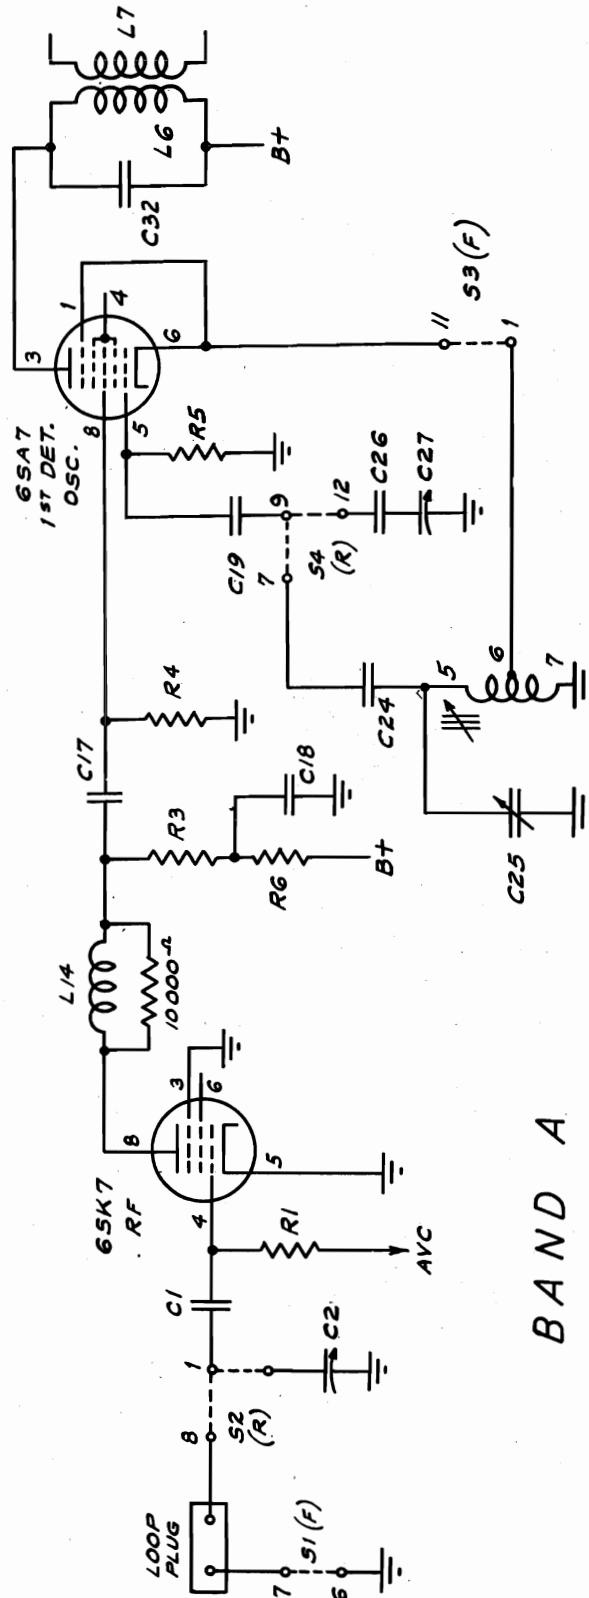 LOOP
PLUG
7
S1 (F)
6
8
S2
(R)
1
C2
C1
6SK7
RF
4
R1
AVC
8
3
6
5
L14
10000Ω
R3
R6
B+
C18
C17
R4
6SA7
1ST DET.
OSC.
8
3
5
1
4
6
R5
C19
9
7
S4
(R)
12
C26
C27
C24
5
6
7
C25
11
S3 (F)
1
C32
L6
L7
B+
BAND A